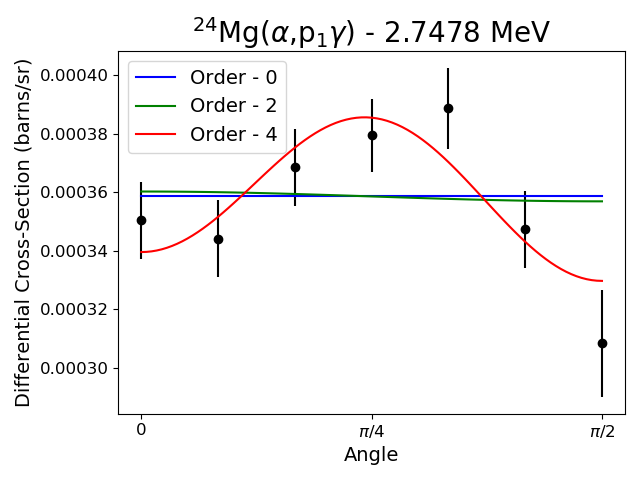 ²⁴Mg(α,p₁γ) - 2.7478 MeV
Order - 0
Order - 2
Order - 4
Differential Cross-Section (barns/sr)
0.00040
0.00038
0.00036
0.00034
0.00032
0.00030
0
π/4
π/2
Angle